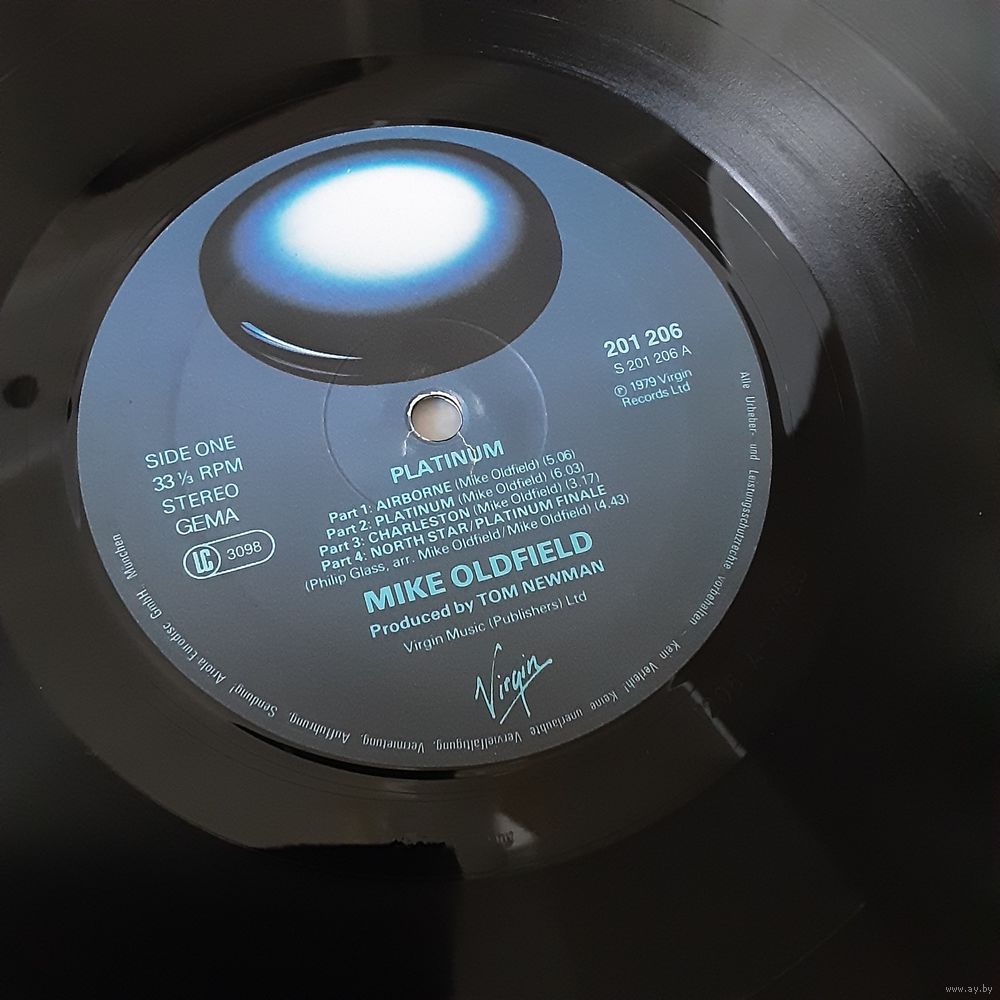 201 206
S 201 206 A
Ⓟ 1979 Virgin
Records Ltd
SIDE ONE
33 ⅓ RPM
STEREO
GEMA
LC 3098
PLATINUM
Part 1: AIRBORNE (Mike Oldfield) (5.06)
Part 2: PLATINUM (Mike Oldfield) (6.03)
Part 3: CHARLESTON (Mike Oldfield) (3.17)
Part 4: NORTH STAR/PLATINUM FINALE
(Philip Glass, arr. Mike Oldfield/Mike Oldfield) (4.43)
MIKE OLDFIELD
Produced by TOM NEWMAN
Virgin Music (Publishers) Ltd
Virgin
Alle Urheber- und Leistungsschutzrechte vorbehalten - Kein Verleih! Keine unerlaubte Vervielfältigung, Vermietung, Aufführung, Sendung! Ariola Eurodisc GmbH, München
www.ay.by